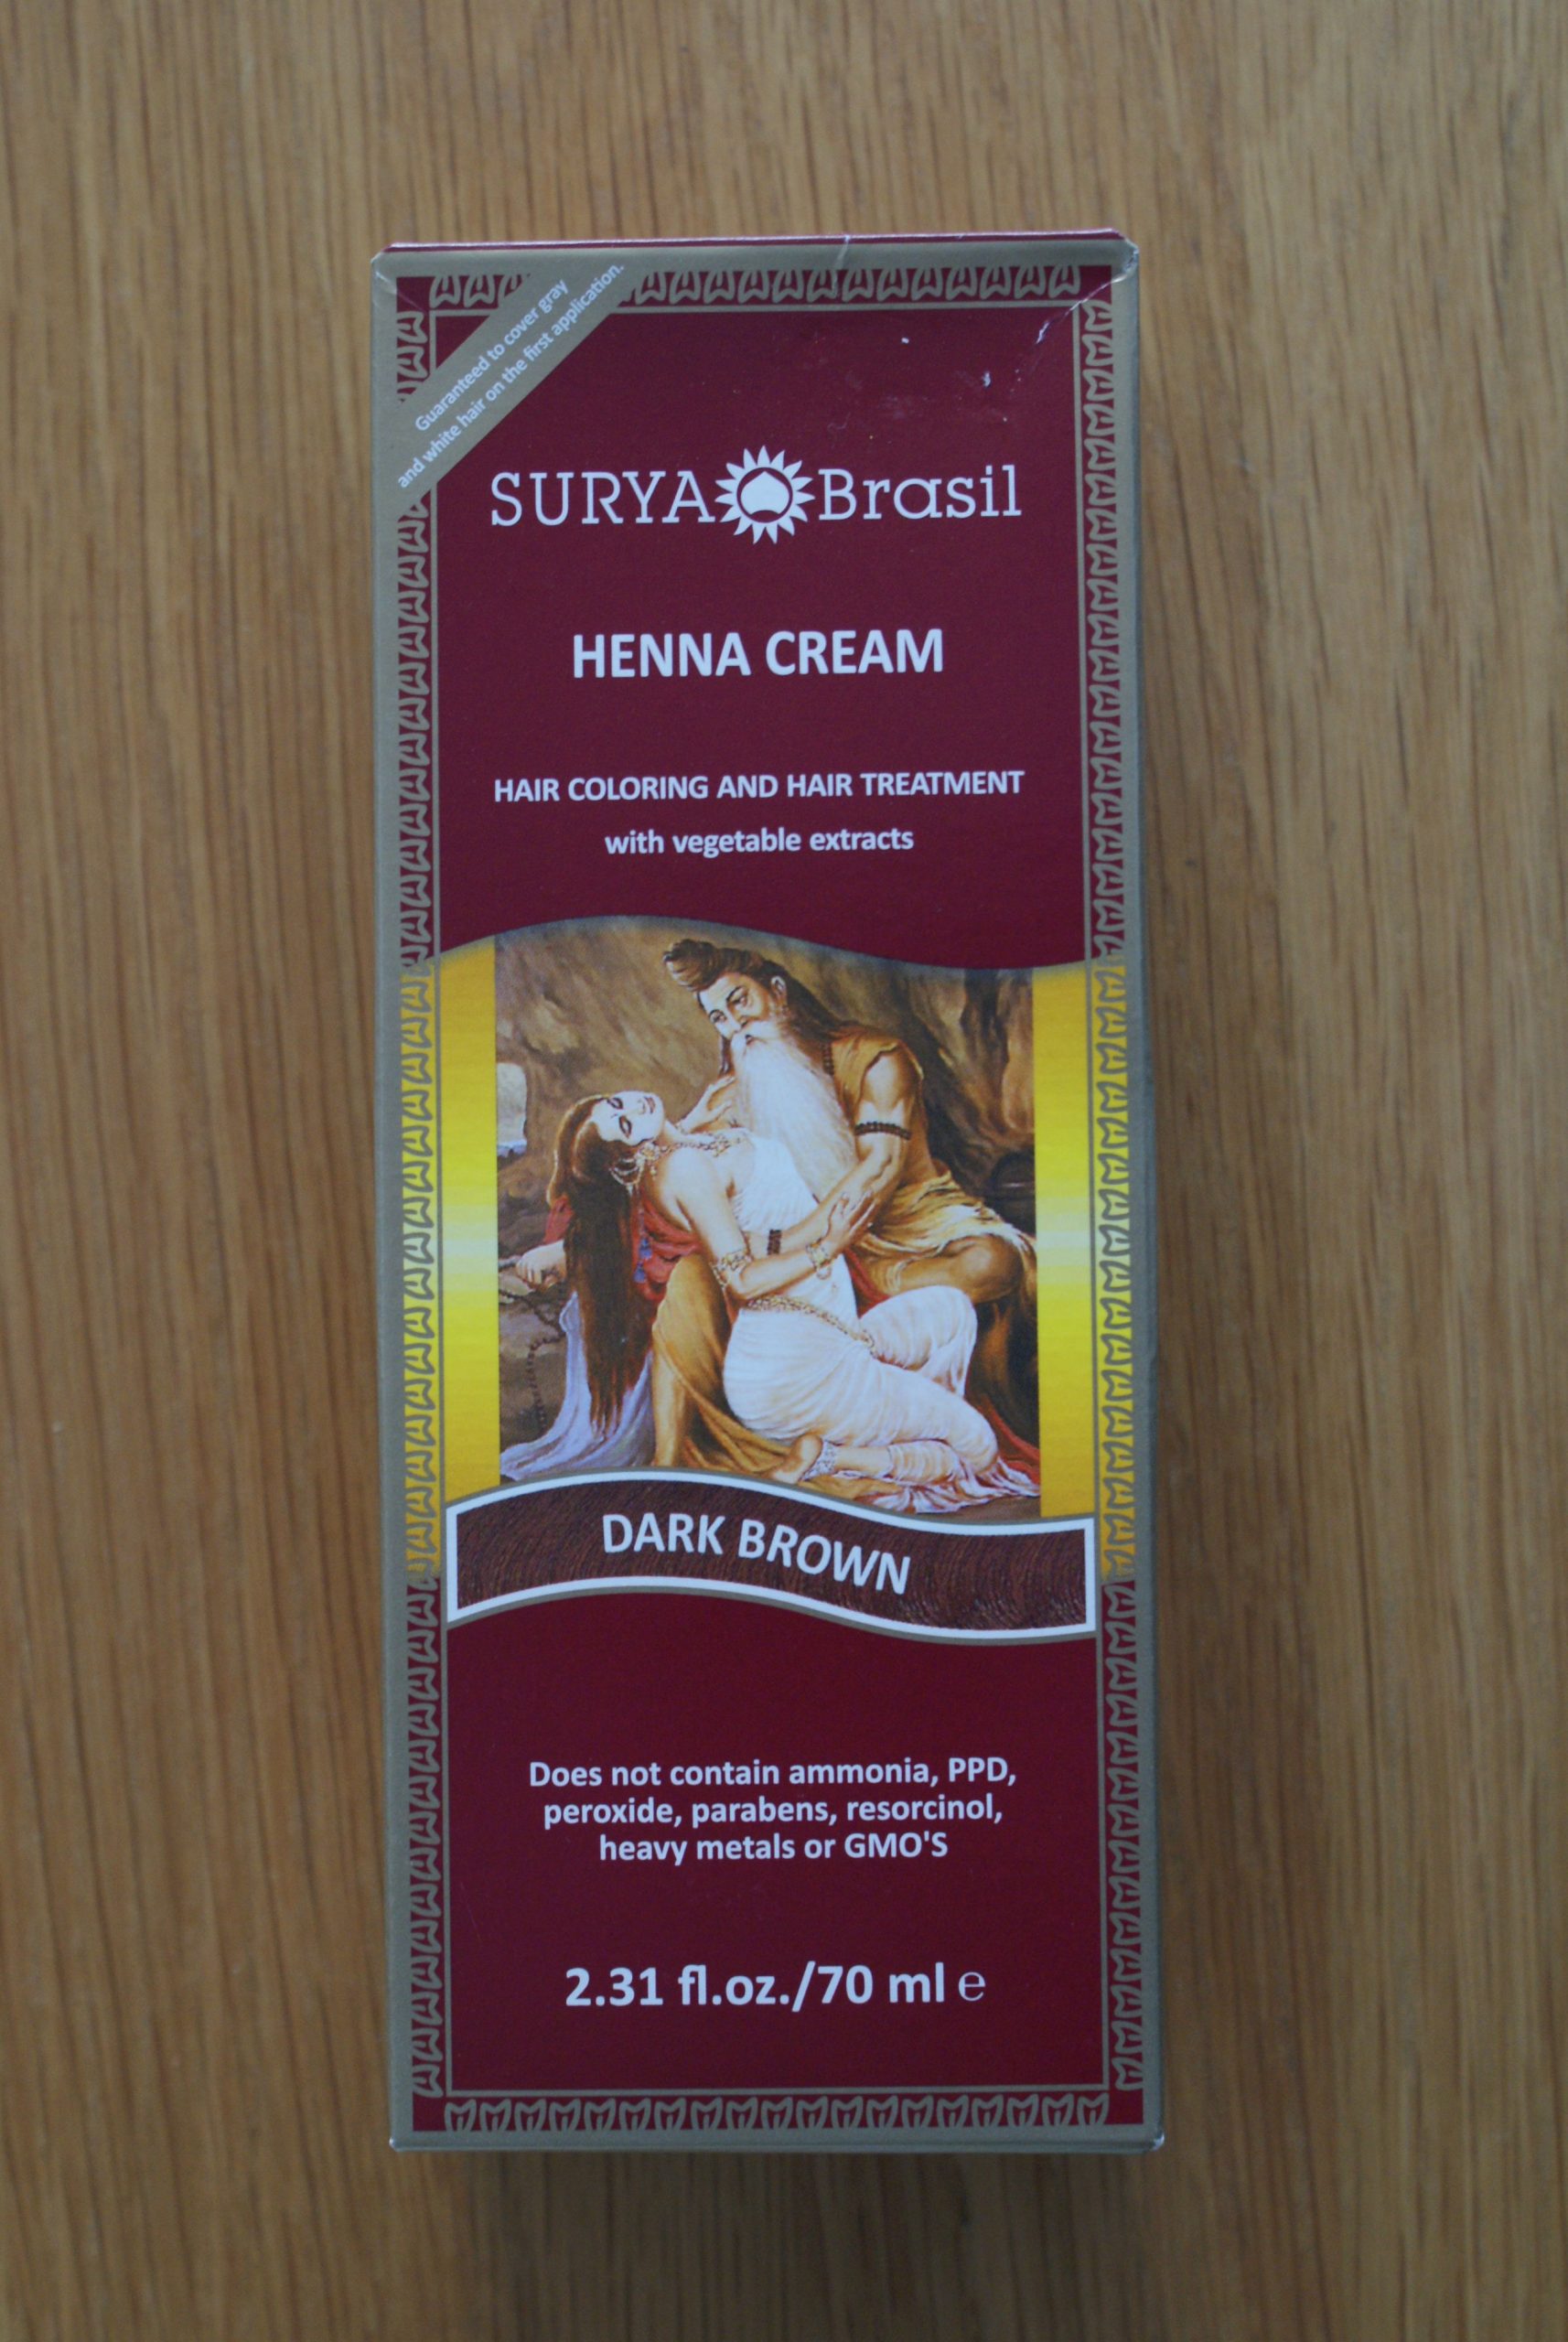 Guaranteed to cover gray
and white hair on the first application.
SURYA Brasil
HENNA CREAM
HAIR COLORING AND HAIR TREATMENT
with vegetable extracts
DARK BROWN
Does not contain ammonia, PPD,
peroxide, parabens, resorcinol,
heavy metals or GMO'S
2.31 fl.oz./70 ml ℮